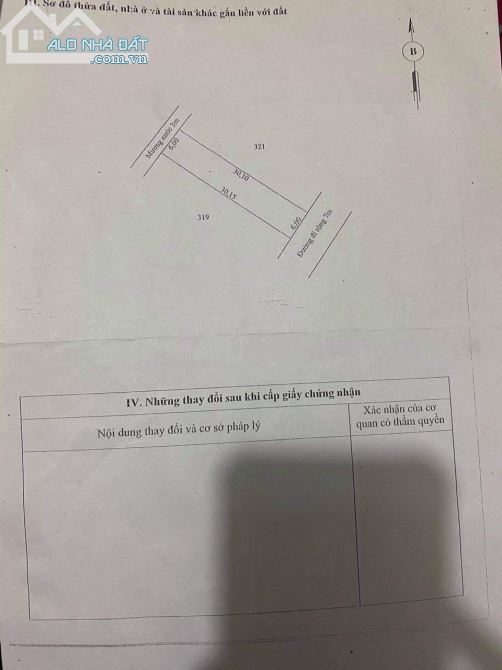 III. Sơ đồ thửa đất, nhà ở và tài sản khác gắn liền với đất
ALO NHÀ ĐẤT
.com.vn
B
Mương nước 3m
6,00
321
30,10
30,15
319
6,00
Đường đi rộng 7m
IV. Những thay đổi sau khi cấp giấy chứng nhận
Nội dung thay đổi và cơ sở pháp lý
Xác nhận của cơ
quan có thẩm quyền